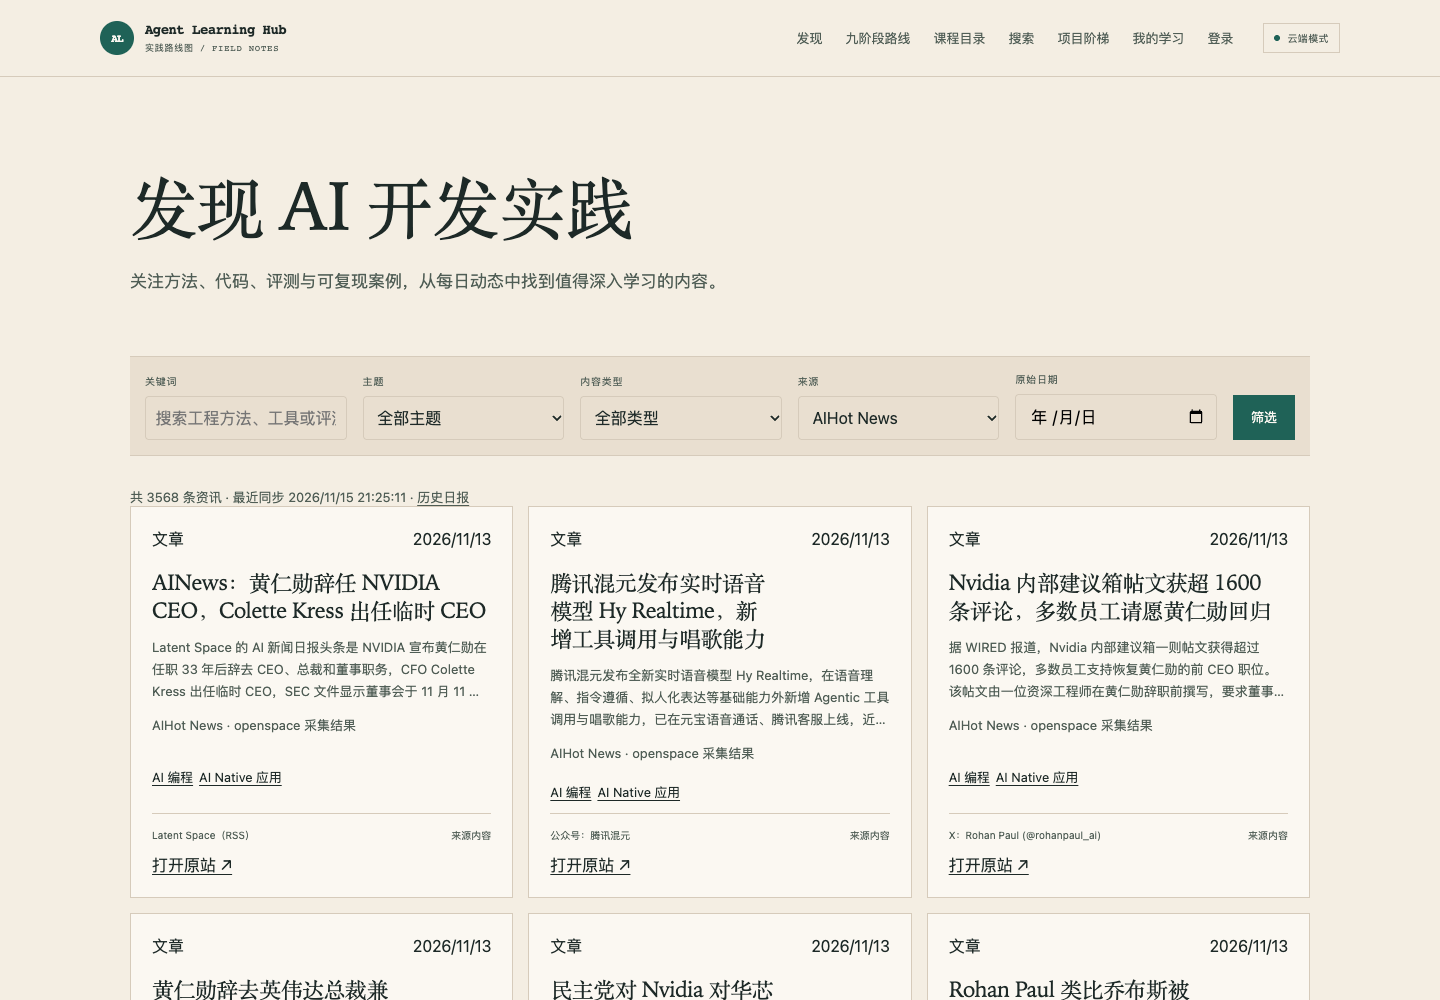 AL
Agent Learning Hub
实践路线图 / FIELD NOTES
发现 九阶段路线 课程目录 搜索 项目阶梯 我的学习 登录 云端模式
发现 AI 开发实践
关注方法、代码、评测与可复现案例，从每日动态中找到值得深入学习的内容。
关键词 主题 内容类型 来源 原始日期
搜索工程方法、工具或评 全部主题 全部类型 AIHot News 年 /月/日 筛选
共 3568 条资讯 · 最近同步 2026/11/15 21:25:11 · 历史日报
文章 2026/11/13
AINews：黄仁勋辞任 NVIDIA
CEO，Colette Kress 出任临时 CEO
Latent Space 的 AI 新闻日报头条是 NVIDIA 宣布黄仁勋在
任职 33 年后辞去 CEO、总裁和董事职务，CFO Colette
Kress 出任临时 CEO，SEC 文件显示董事会于 11 月 11 ...
AIHot News · openspace 采集结果
AI 编程 AI Native 应用
Latent Space（RSS） 来源内容
打开原站 ↗
文章 2026/11/13
腾讯混元发布实时语音
模型 Hy Realtime，新
增工具调用与唱歌能力
腾讯混元发布全新实时语音模型 Hy Realtime，在语音理
解、指令遵循、拟人化表达等基础能力外新增 Agentic 工具
调用与唱歌能力，已在元宝语音通话、腾讯客服上线，近...
AIHot News · openspace 采集结果
AI 编程 AI Native 应用
公众号：腾讯混元 来源内容
打开原站 ↗
文章 2026/11/13
Nvidia 内部建议箱帖文获超 1600
条评论，多数员工请愿黄仁勋回归
据 WIRED 报道，Nvidia 内部建议箱一则帖文获得超过
1600 条评论，多数员工支持恢复黄仁勋的前 CEO 职位。
该帖文由一位资深工程师在黄仁勋辞职前撰写，要求董事...
AIHot News · openspace 采集结果
AI 编程 AI Native 应用
X：Rohan Paul (@rohanpaul_ai) 来源内容
打开原站 ↗
文章 2026/11/13
黄仁勋辞去英伟达总裁兼
文章 2026/11/13
民主党对 Nvidia 对华芯
文章 2026/11/13
Rohan Paul 类比乔布斯被